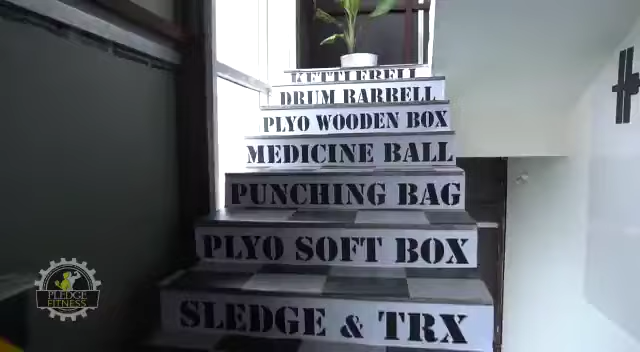 KETTLEBELL
DRUM BARBELL
PLYO WOODEN BOX
MEDICINE BALL
PUNCHING BAG
PLYO SOFT BOX
SLEDGE & TRX
PLEDGE
FITNESS